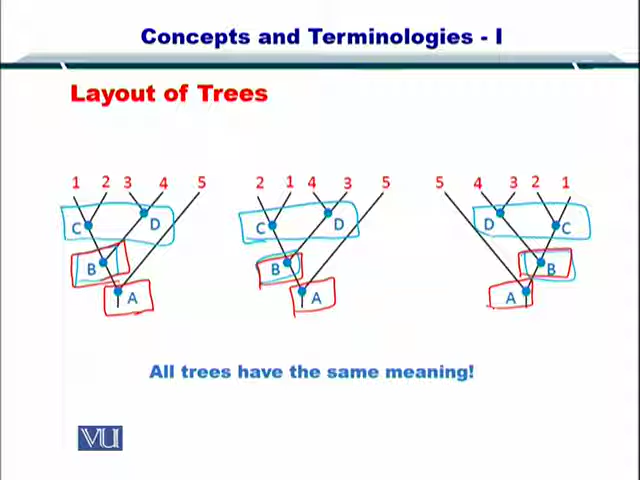 Concepts and Terminologies - I
Layout of Trees
1 2 3 4 5
C D
B
A
2 1 4 3 5
C D
B
A
5 4 3 2 1
D C
B
A
All trees have the same meaning!
VU